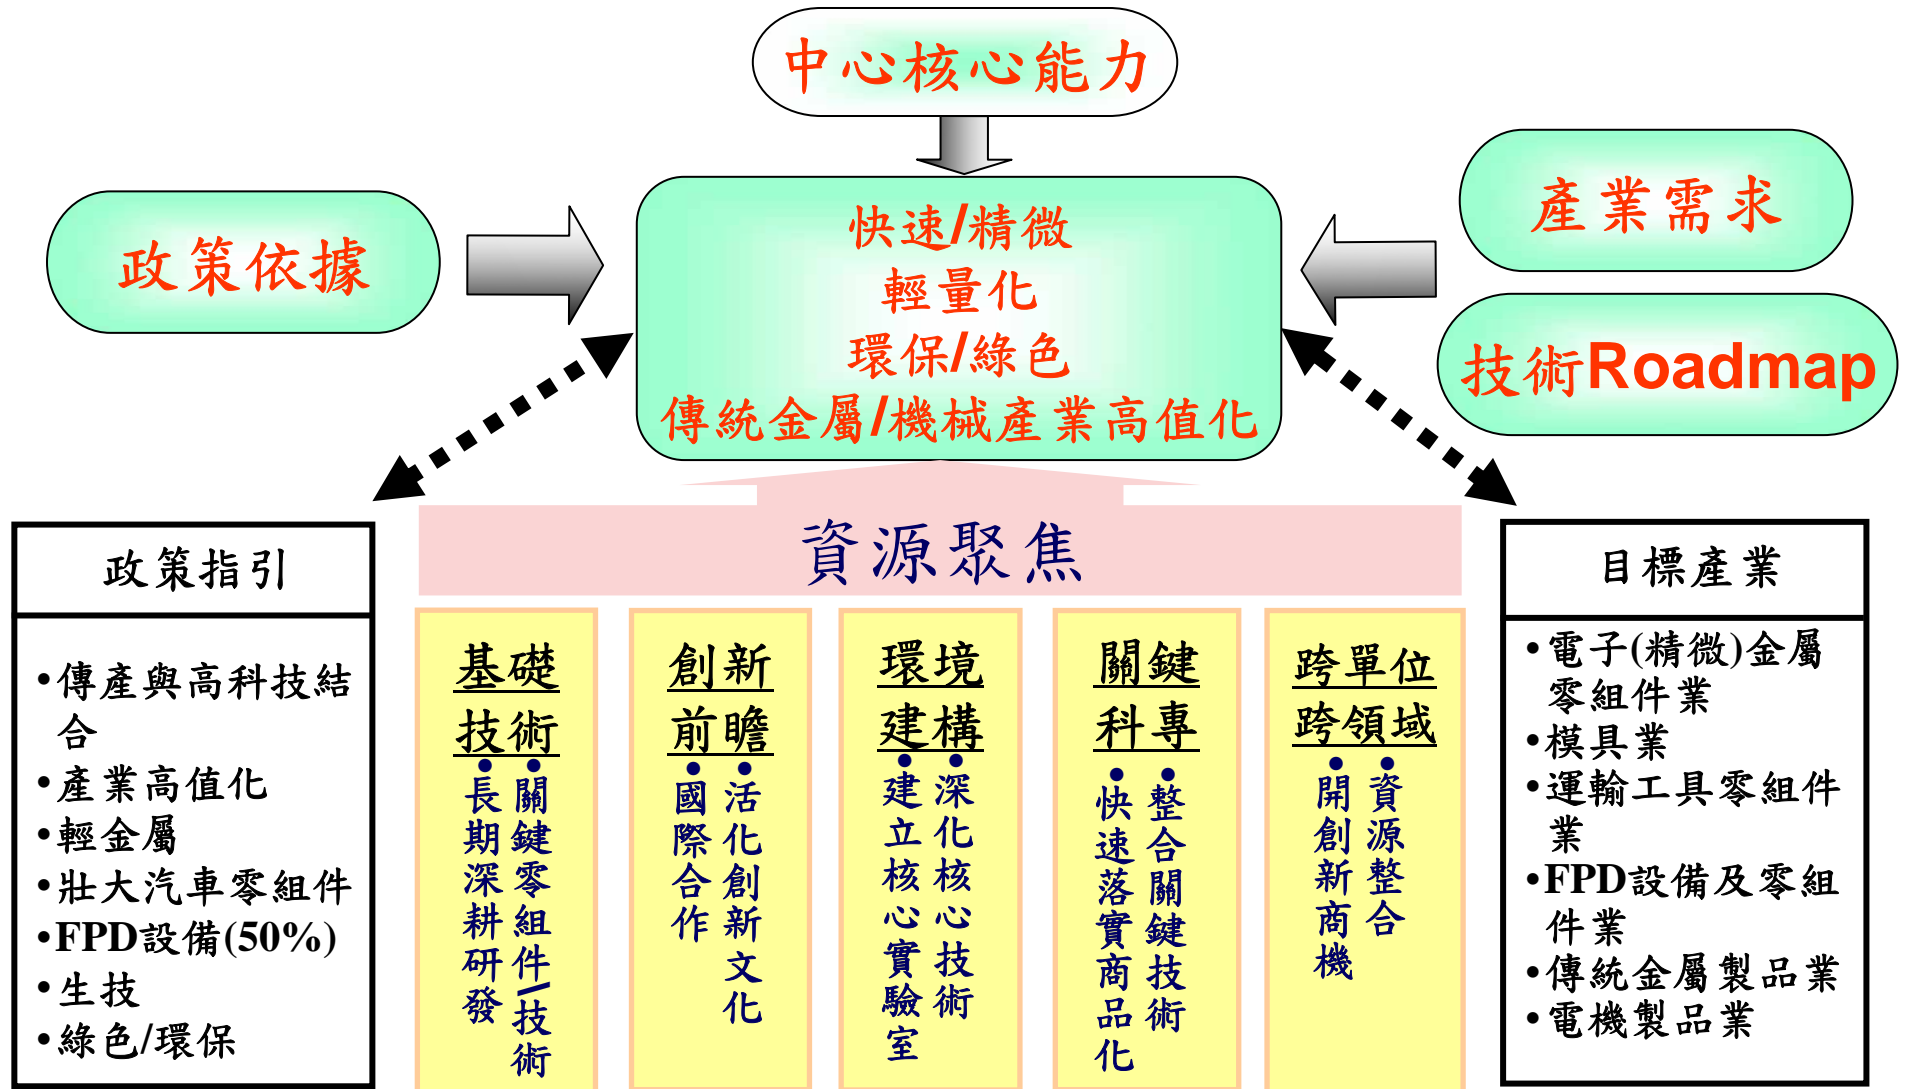 中心核心能力
政策依據
快速/精微
輕量化
環保/綠色
傳統金屬/機械產業高值化
產業需求
技術Roadmap
資源聚焦
政策指引
•傳產與高科技結
合
•產業高值化
•輕金屬
•壯大汽車零組件
•FPD設備(50%)
•生技
•綠色/環保
基礎
技術
•關鍵零組件/技術
•長期深耕研發
創新
前瞻
•活化創新文化
•國際合作
環境
建構
•深化核心技術
•建立核心實驗室
關鍵
科專
•整合關鍵技術
•快速落實商品化
跨單位
跨領域
•資源整合
•開創新商機
目標產業
•電子(精微)金屬
零組件業
•模具業
•運輸工具零組件
業
•FPD設備及零組
件業
•傳統金屬製品業
•電機製品業